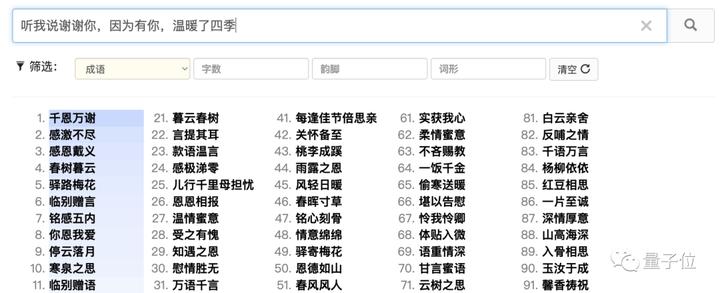 听我说谢谢你，因为有你，温暖了四季
筛选： 成语 字数 韵脚 词形 清空
1. 千恩万谢 21. 暮云春树 41. 每逢佳节倍思亲 61. 实获我心 81. 白云亲舍
2. 感激不尽 22. 言提其耳 42. 关怀备至 62. 柔情蜜意 82. 反哺之情
3. 感恩戴义 23. 款语温言 43. 桃李成蹊 63. 不吝赐教 83. 千语万言
4. 春树暮云 24. 感极涕零 44. 雨露之恩 64. 一饭千金 84. 杨柳依依
5. 驿路梅花 25. 儿行千里母担忧 45. 风轻日暖 65. 偷寒送暖 85. 红豆相思
6. 临别赠言 26. 恩恩相报 46. 春晖寸草 66. 堪以告慰 86. 一片至诚
7. 铭感五内 27. 温情蜜意 47. 铭心刻骨 67. 怜我怜卿 87. 深情厚意
8. 你恩我爱 28. 受之有愧 48. 情意绵绵 68. 体贴入微 88. 山高海深
9. 停云落月 29. 知遇之恩 49. 驿寄梅花 69. 语重情深 89. 入骨相思
10. 寒泉之思 30. 慰情胜无 50. 恩德如山 70. 甘言蜜语 90. 玉汝于成
11. 临别赠语 31. 万语千言 51. 春风风人 71. 云树之思 91. 馨香祷祝
量子位